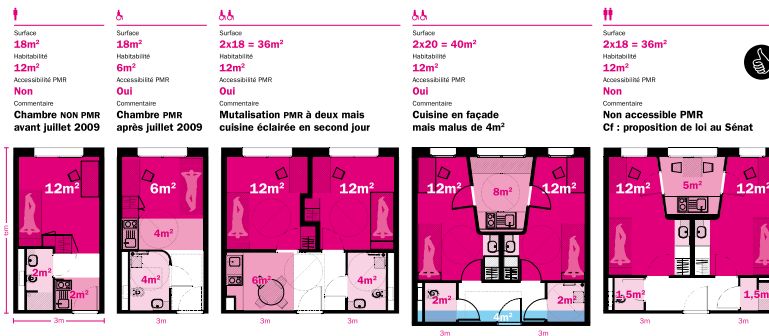 Surface
18m²
Habitabilité
12m²
Accessibilité PMR
Non
Commentaire
Chambre NON PMR
avant juillet 2009
Surface
18m²
Habitabilité
6m²
Accessibilité PMR
Oui
Commentaire
Chambre PMR
après juillet 2009
Surface
2x18 = 36m²
Habitabilité
12m²
Accessibilité PMR
Oui
Commentaire
Mutalisation PMR à deux mais
cuisine éclairée en second jour
Surface
2x20 = 40m²
Habitabilité
12m²
Accessibilité PMR
Oui
Commentaire
Cuisine en façade
mais malus de 4m²
Surface
2x18 = 36m²
Habitabilité
12m²
Accessibilité PMR
Non
Commentaire
Non accessible PMR
Cf : proposition de loi au Sénat
6m
12m²
2m²
2m²
3m
6m²
4m²
4m²
3m
12m²
12m²
6m²
4m²
3m
3m
12m²
8m²
12m²
2m²
2m²
4m²
3m
3m
12m²
5m²
12m
1,5m²
1,5m
3m
3m